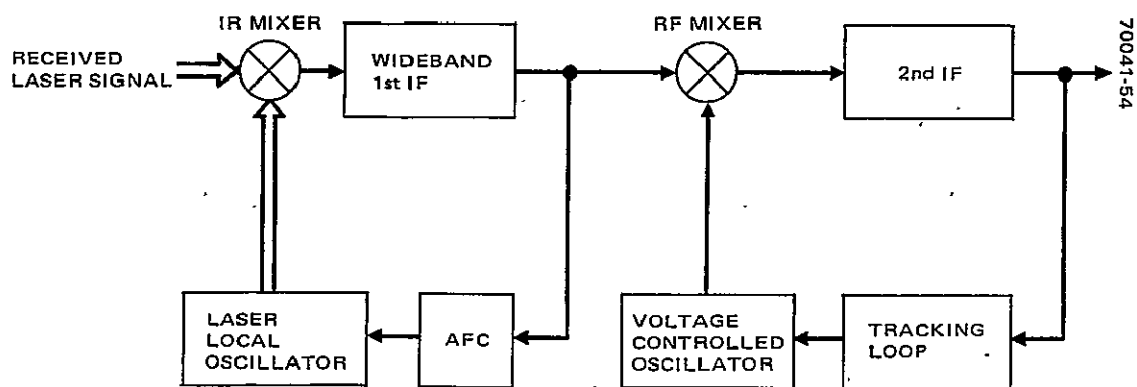 IR MIXER
RF MIXER
RECEIVED
LASER SIGNAL
WIDEBAND
1st IF
2nd IF
70041-54
LASER
LOCAL
OSCILLATOR
AFC
VOLTAGE
CONTROLLED
OSCILLATOR
TRACKING
LOOP